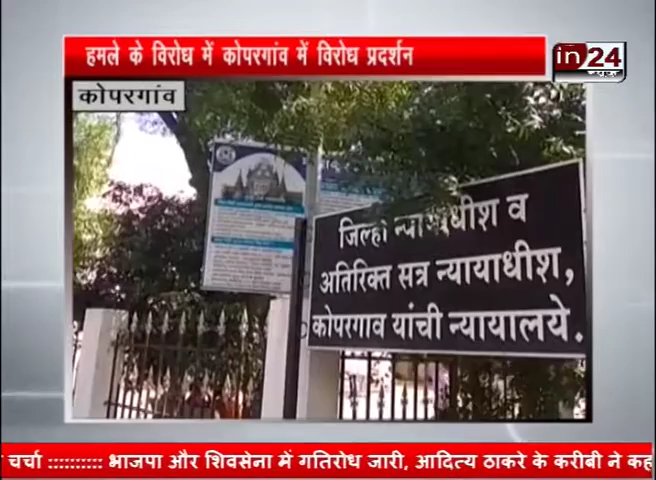 हमले के विरोध में कोपरगांव में विरोध प्रदर्शन
in24
न्यूज़
कोपरगांव
जिल्हा न्यायाधीश व
अतिरिक्त सत्र न्यायाधीश,
कोपरगाव यांची न्यायालये.
चर्चा :::::::::: भाजपा और शिवसेना में गतिरोध जारी, आदित्य ठाकरे के करीबी ने कह